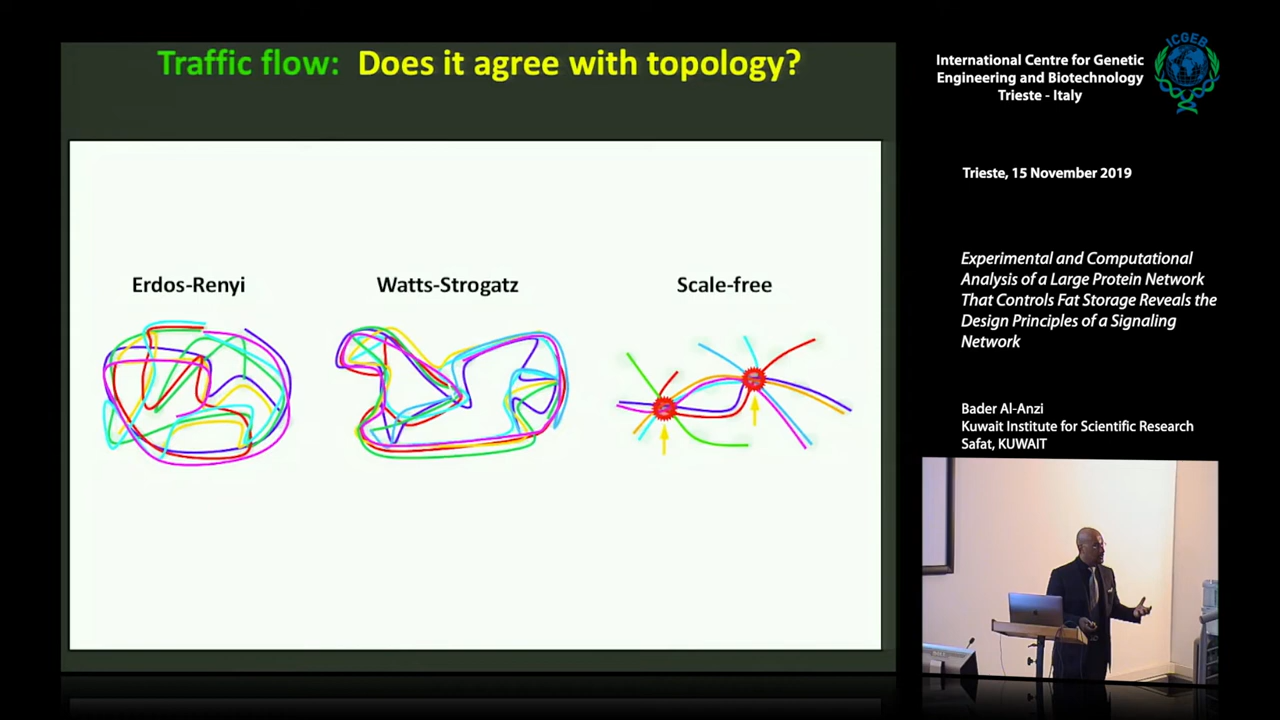 Traffic flow: Does it agree with topology?
Erdos-Renyi
Watts-Strogatz
Scale-free
International Centre for Genetic
Engineering and Biotechnology
Trieste - Italy
ICGEB
Trieste, 15 November 2019
Experimental and Computational
Analysis of a Large Protein Network
That Controls Fat Storage Reveals the
Design Principles of a Signaling
Network
Bader Al-Anzi
Kuwait Institute for Scientific Research
Safat, KUWAIT